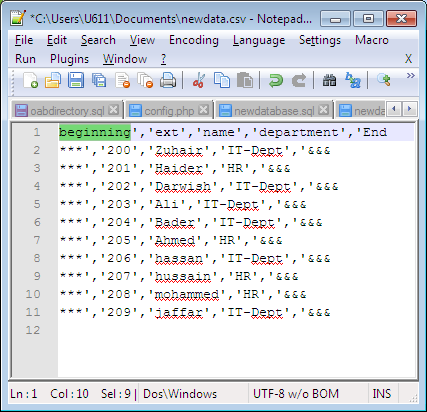 *C:\Users\U611\Documents\newdata.csv - Notepad...
File Edit Search View Encoding Language Settings Macro
Run Plugins Window ? X
oabdirectory.sql config.php newdatabase.sql newda
1 beginning','ext','name','department','End
2 ***','200','Zuhair','IT-Dept','&&&
3 ***','201','Haider','HR','&&&
4 ***','202','Darwish','IT-Dept','&&&
5 ***','203','Ali','IT-Dept','&&&
6 ***','204','Bader','IT-Dept','&&&
7 ***','205','Ahmed','HR','&&&
8 ***','206','hassan','IT-Dept','&&&
9 ***','207','hussain','HR','&&&
10 ***','208','mohammed','HR','&&&
11 ***','209','jaffar','IT-Dept','&&&
12
Ln : 1 Col : 10 Sel : 9 | Dos\Windows UTF-8 w/o BOM INS